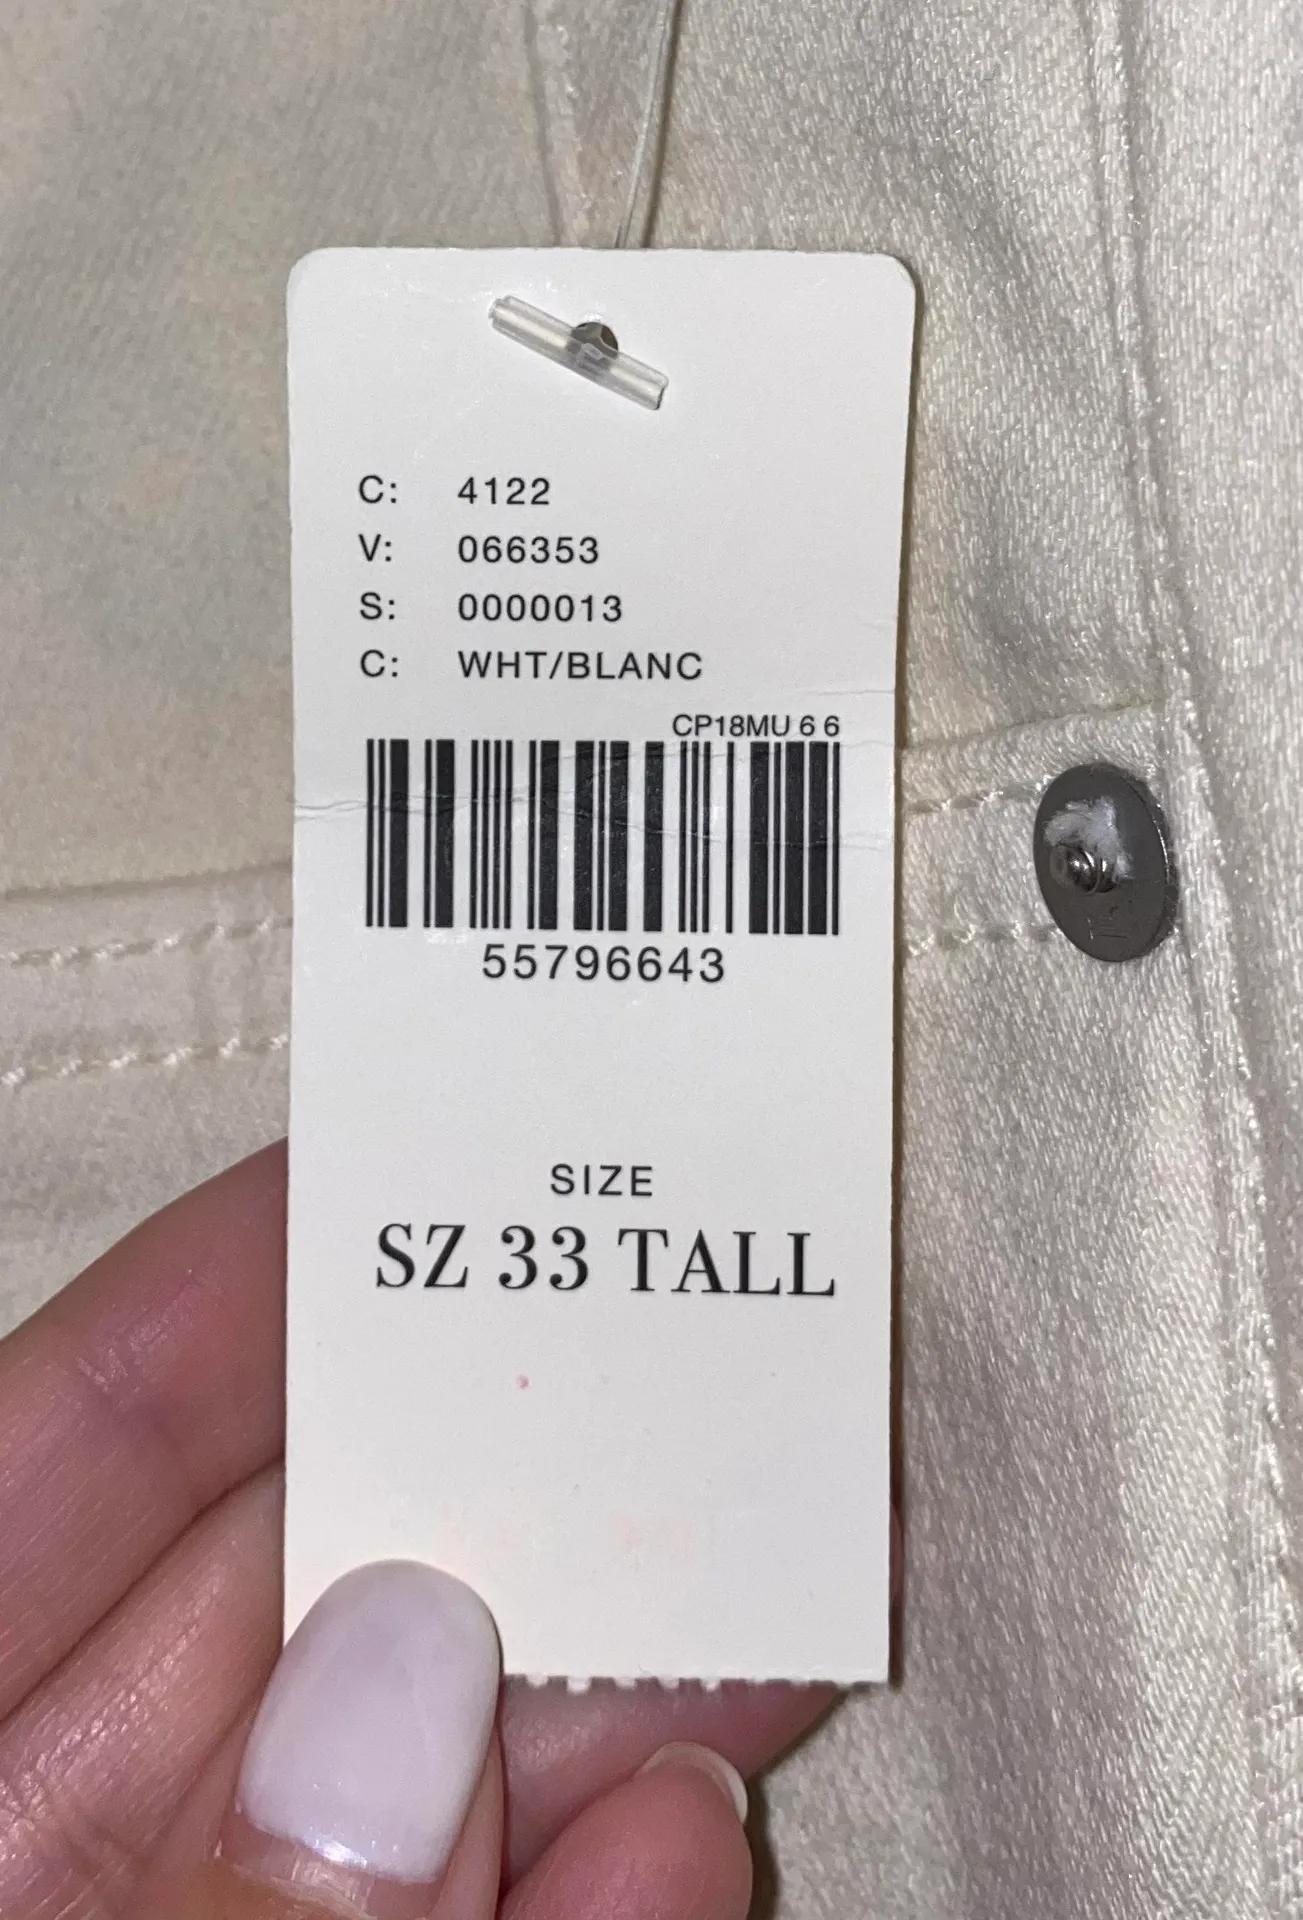 C: 4122
V: 066353
S: 0000013
C: WHT/BLANC
CP18MU 6 6
55796643
SIZE
SZ 33 TALL